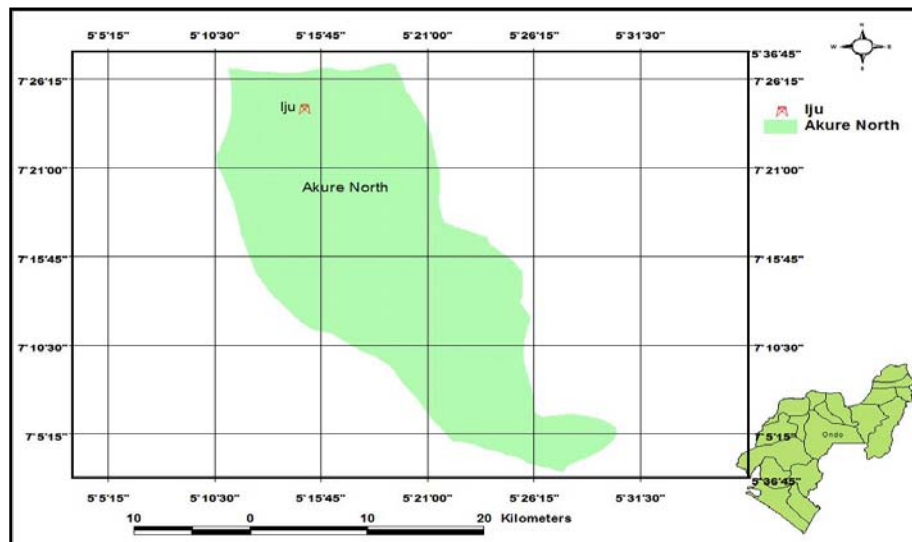 5°5'15" 5°10'30" 5°15'45" 5°21'00" 5°26'15" 5°31'30"
5°36'45"
7°26'15" 7°26'15"
N
W E
S
Iju
Iju
Akure North
7°21'00" 7°21'00"
Akure North
7°15'45" 7°15'45"
7°10'30" 7°10'30"
7°5'15" 7°5'15"
Ondo
5°36'45"
5°5'15" 5°10'30" 5°15'45" 5°21'00" 5°26'15" 5°31'30"
10 0 10 20 Kilometers